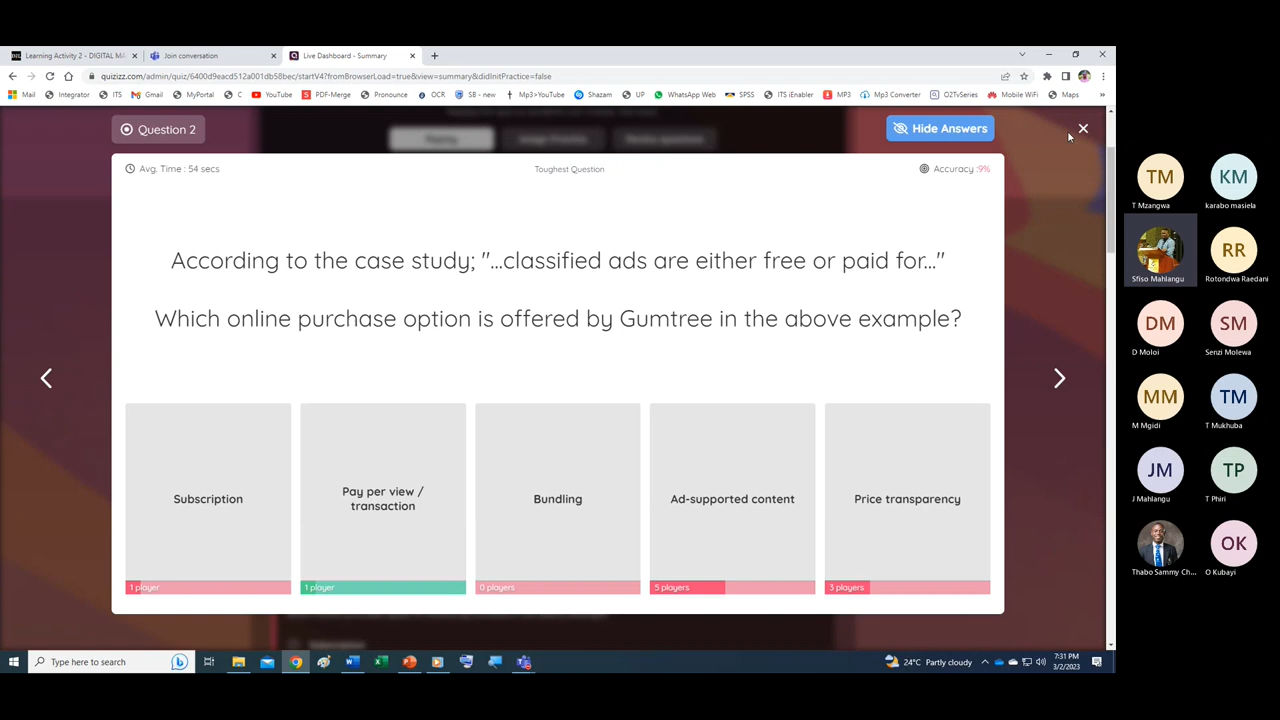 Learning Activity 2 - DIGITAL MA
Join conversation
Live Dashboard - Summary
quizizz.com/admin/quiz/6400d9eacd512a001db58bec/startV4?fromBrowserLoad=true&view=summary&didInitPractice=false
Mail
Integrator
ITS
Gmail
MyPortal
C
YouTube
PDF-Merge
Pronounce
OCR
SB - new
Mp3>YouTube
Shazam
UP
WhatsApp Web
SPSS
ITS iEnabler
MP3
Mp3 Converter
O2TvSeries
Mobile WiFi
Maps
Question 2
Hide Answers
Avg. Time : 54 secs
Toughest Question
Accuracy :9%
According to the case study; "...classified ads are either free or paid for..."
Which online purchase option is offered by Gumtree in the above example?
Subscription
1 player
Pay per view /
transaction
1 player
Bundling
0 players
Ad-supported content
5 players
Price transparency
3 players
TM
T Mzangwa
KM
karabo masiela
Sfiso Mahlangu
RR
Rotondwa Raedani
DM
D Moloi
SM
Senzi Molewa
MM
M Mgidi
TM
T Mukhuba
JM
J Mahlangu
TP
T Phiri
Thabo Sammy Ch...
OK
O Kubayi
Type here to search
24°C Partly cloudy
7:31 PM
3/2/2023